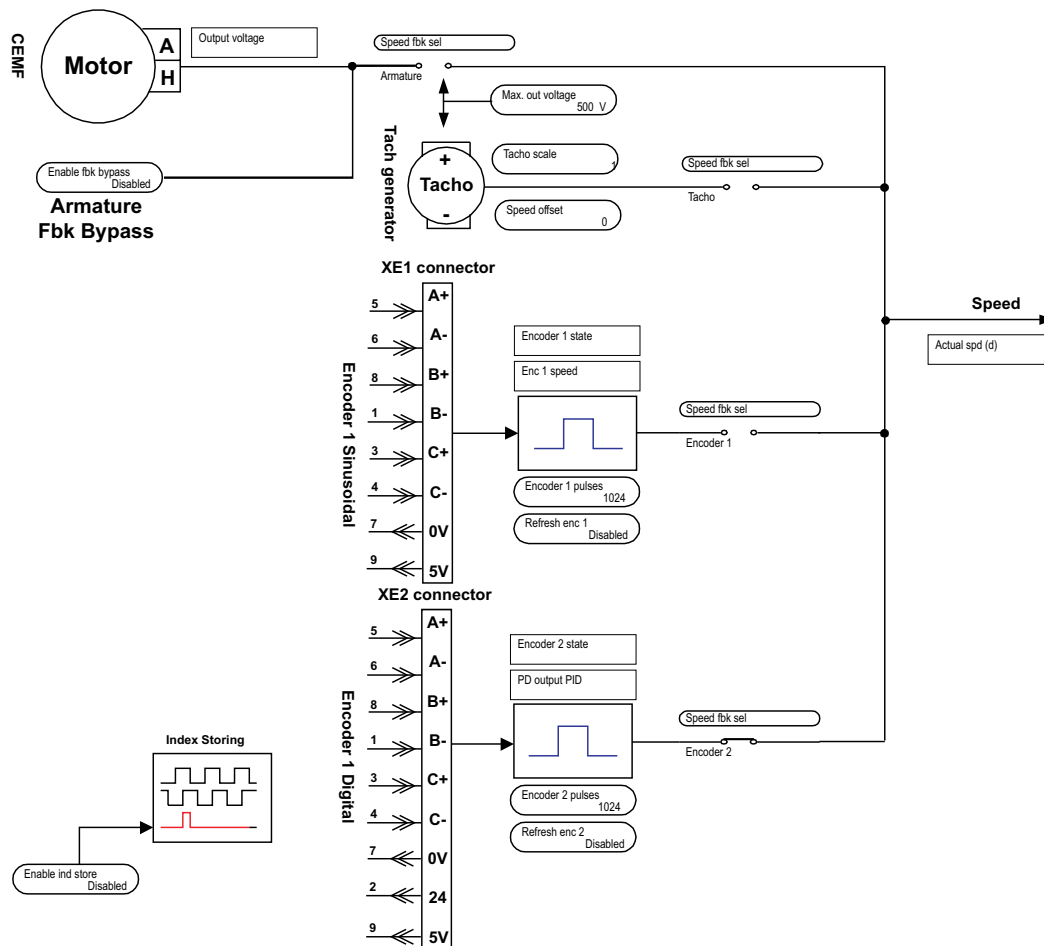 CEMF
Motor
A
H
Output voltage
Speed fbk sel
Armature
Max. out voltage
500 V
Enable fbk bypass
Disabled
Armature
Fbk Bypass
Tach generator
+
Tacho
-
Tacho scale
1
Speed offset
0
Speed fbk sel
Tacho
XE1 connector
Encoder 1 Sinusoidal
5
A+
6
A-
8
B+
1
B-
3
C+
4
C-
7
0V
9
5V
Encoder 1 state
Enc 1 speed
Encoder 1 pulses
1024
Refresh enc 1
Disabled
Speed fbk sel
Encoder 1
Speed
Actual spd (d)
XE2 connector
Encoder 1 Digital
5
A+
6
A-
8
B+
1
B-
3
C+
4
C-
7
0V
2
24
9
5V
Encoder 2 state
PD output PID
Encoder 2 pulses
1024
Refresh enc 2
Disabled
Speed fbk sel
Encoder 2
Index Storing
Enable ind store
Disabled